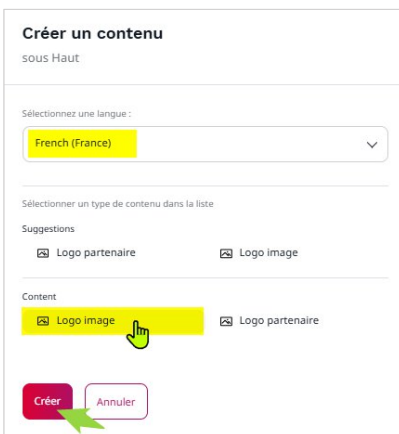 Créer un contenu
sous Haut
Sélectionnez une langue :
French (France)
Sélectionner un type de contenu dans la liste
Suggestions
Logo partenaire Logo image
Content
Logo image Logo partenaire
Créer Annuler